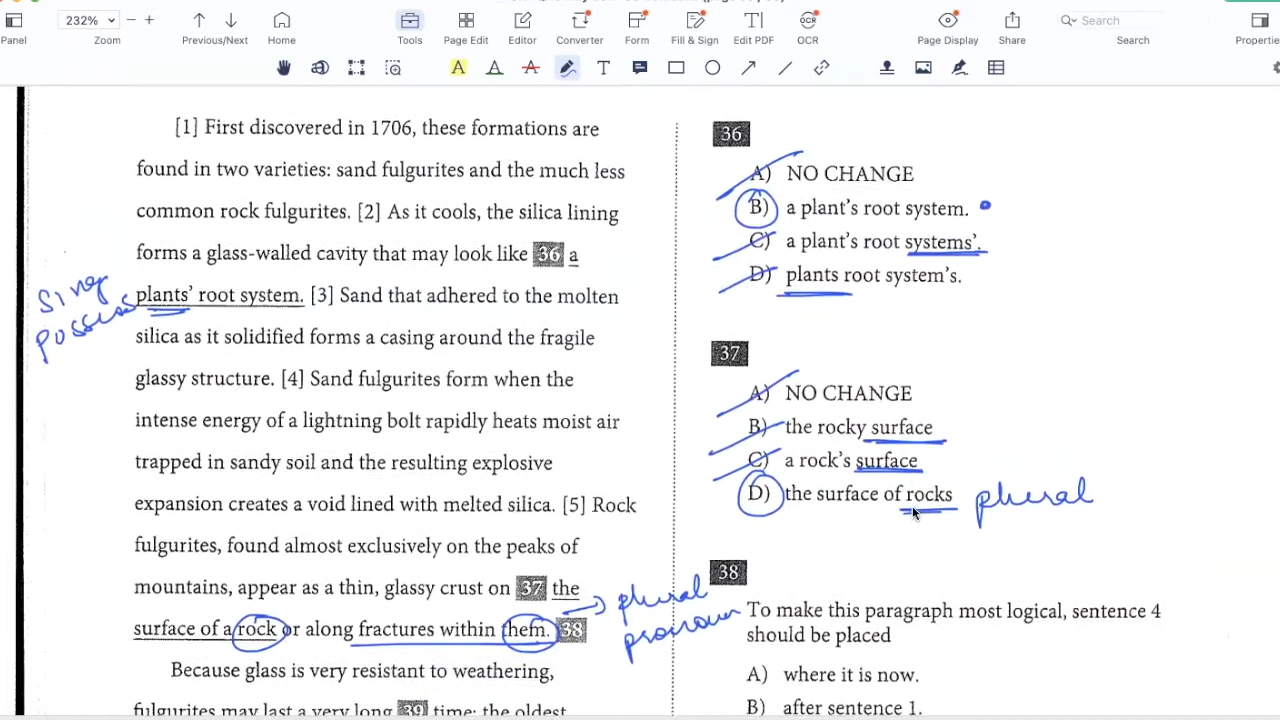 232%
Panel
Zoom
Previous/Next
Home
Tools
Page Edit
Editor
Converter
Form
Fill & Sign
Edit PDF
OCR
Page Display
Share
Search
Search
Propertie
[1] First discovered in 1706, these formations are
found in two varieties: sand fulgurites and the much less
common rock fulgurites. [2] As it cools, the silica lining
forms a glass-walled cavity that may look like 36 a
plants' root system. [3] Sand that adhered to the molten
silica as it solidified forms a casing around the fragile
glassy structure. [4] Sand fulgurites form when the
intense energy of a lightning bolt rapidly heats moist air
trapped in sandy soil and the resulting explosive
expansion creates a void lined with melted silica. [5] Rock
fulgurites, found almost exclusively on the peaks of
mountains, appear as a thin, glassy crust on 37 the
surface of a rock or along fractures within them. 38
Because glass is very resistant to weathering,
fulgurites may last a very long 39 time; the oldest
Sing
possess
plural
pronoun
36
A) NO CHANGE
B) a plant's root system.
C) a plant's root systems'.
D) plants root system's.
37
A) NO CHANGE
B) the rocky surface
C) a rock's surface
D) the surface of rocks
plural
38
To make this paragraph most logical, sentence 4
should be placed
A) where it is now.
B) after sentence 1.